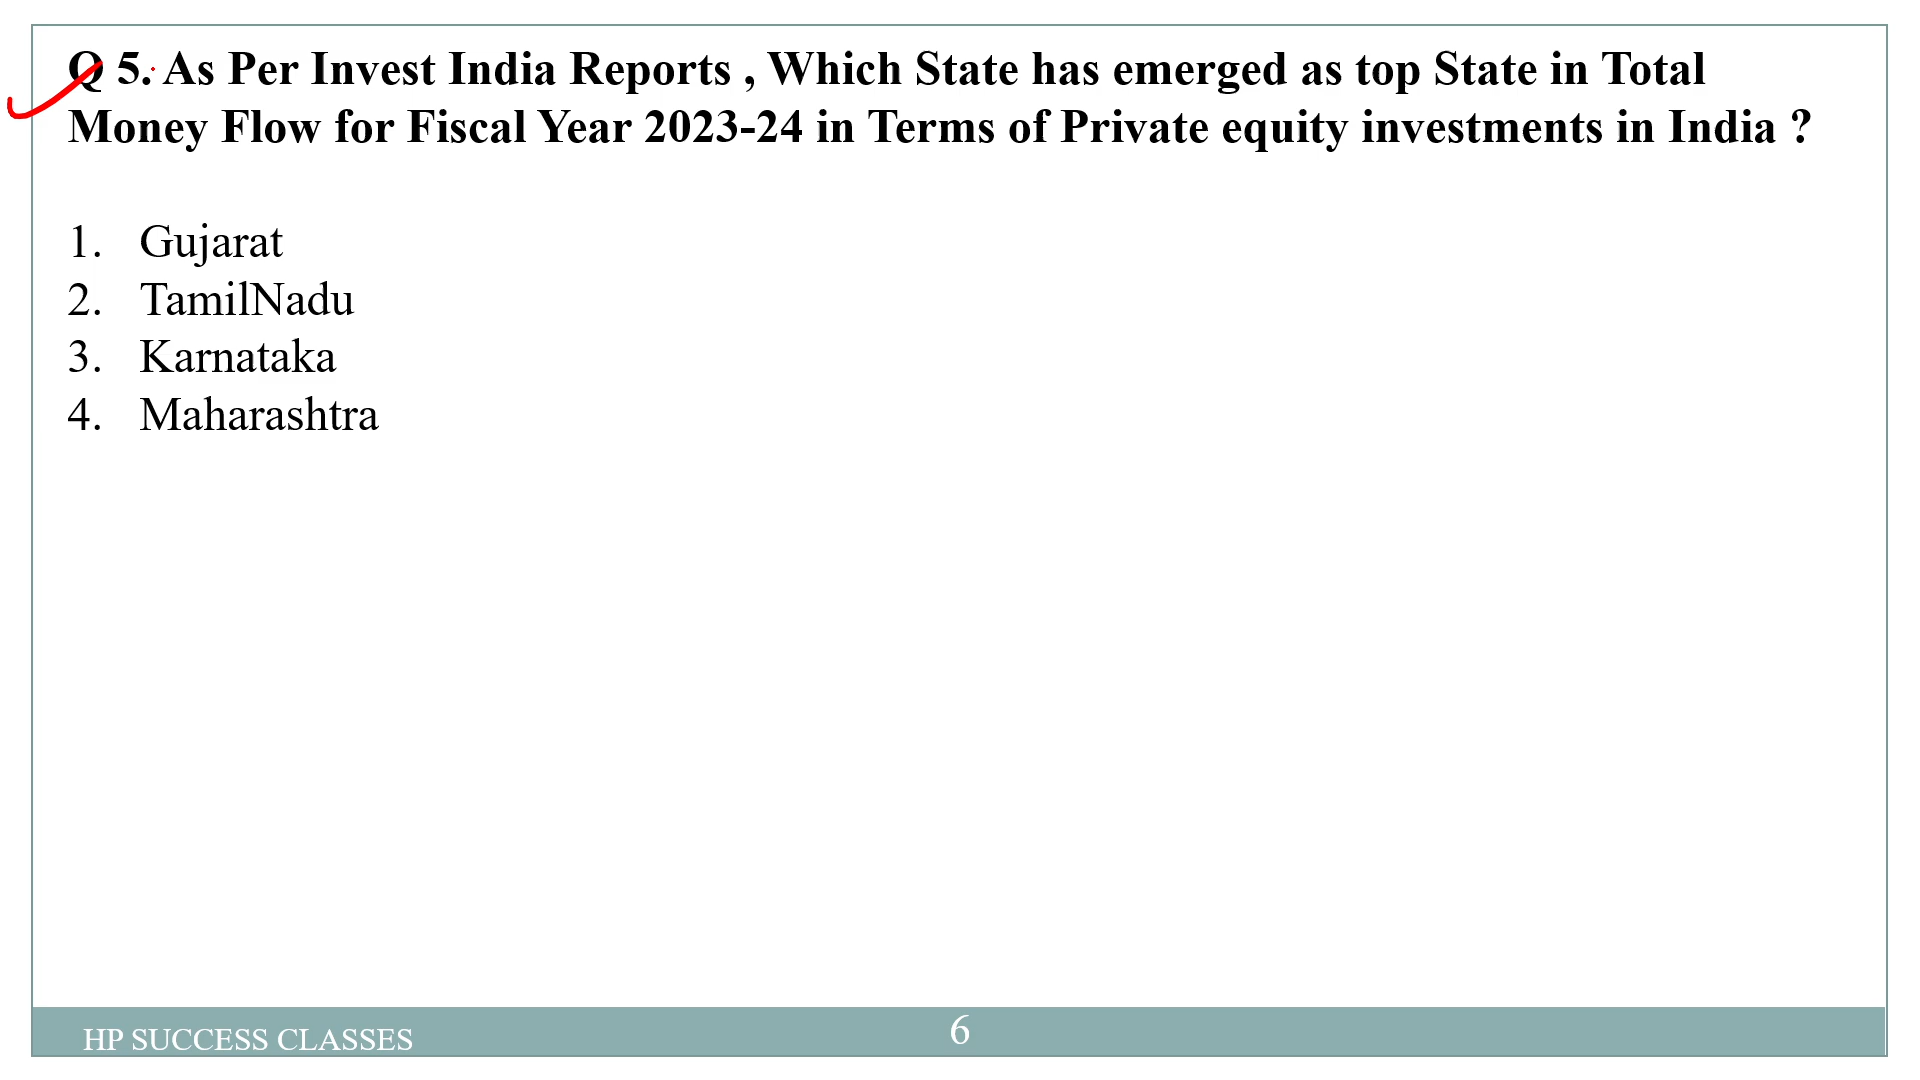 Q 5. As Per Invest India Reports , Which State has emerged as top State in Total
Money Flow for Fiscal Year 2023-24 in Terms of Private equity investments in India ?
1. Gujarat
2. TamilNadu
3. Karnataka
4. Maharashtra
HP SUCCESS CLASSES
6